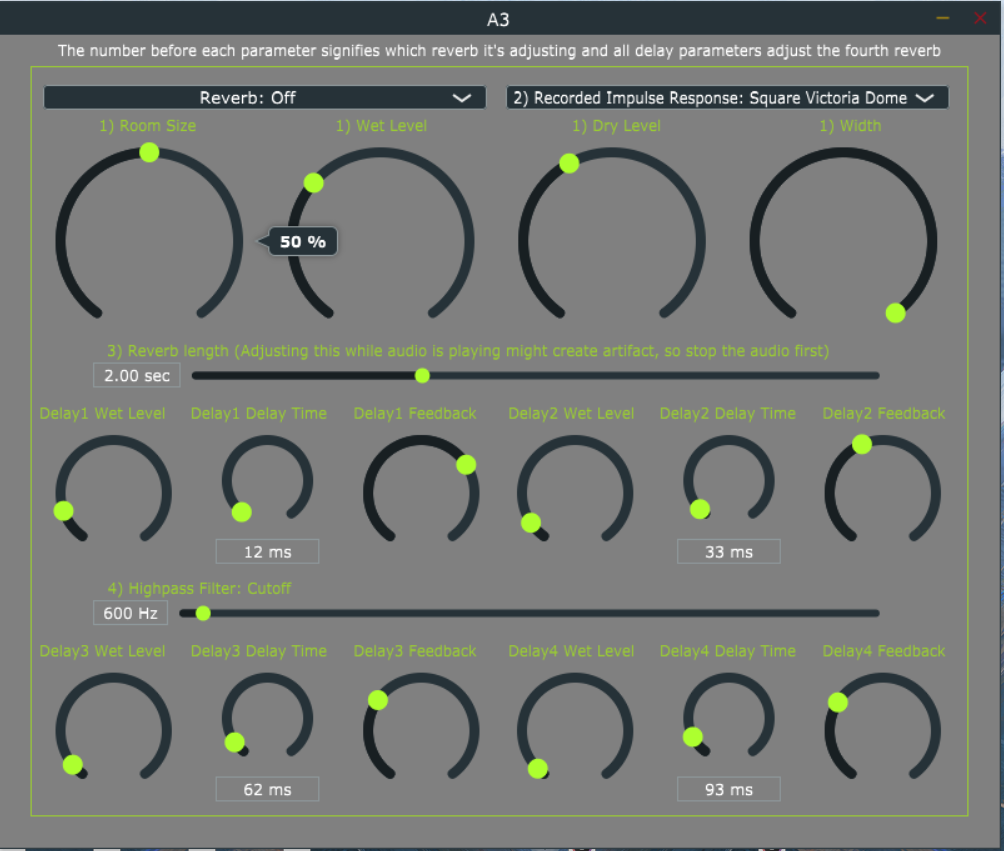 A3
The number before each parameter signifies which reverb it's adjusting and all delay parameters adjust the fourth reverb
Reverb: Off
2) Recorded Impulse Response: Square Victoria Dome
1) Room Size
1) Wet Level
1) Dry Level
1) Width
50 %
3) Reverb length (Adjusting this while audio is playing might create artifact, so stop the audio first)
2.00 sec
Delay1 Wet Level
Delay1 Delay Time
Delay1 Feedback
Delay2 Wet Level
Delay2 Delay Time
Delay2 Feedback
12 ms
33 ms
4) Highpass Filter: Cutoff
600 Hz
Delay3 Wet Level
Delay3 Delay Time
Delay3 Feedback
Delay4 Wet Level
Delay4 Delay Time
Delay4 Feedback
62 ms
93 ms